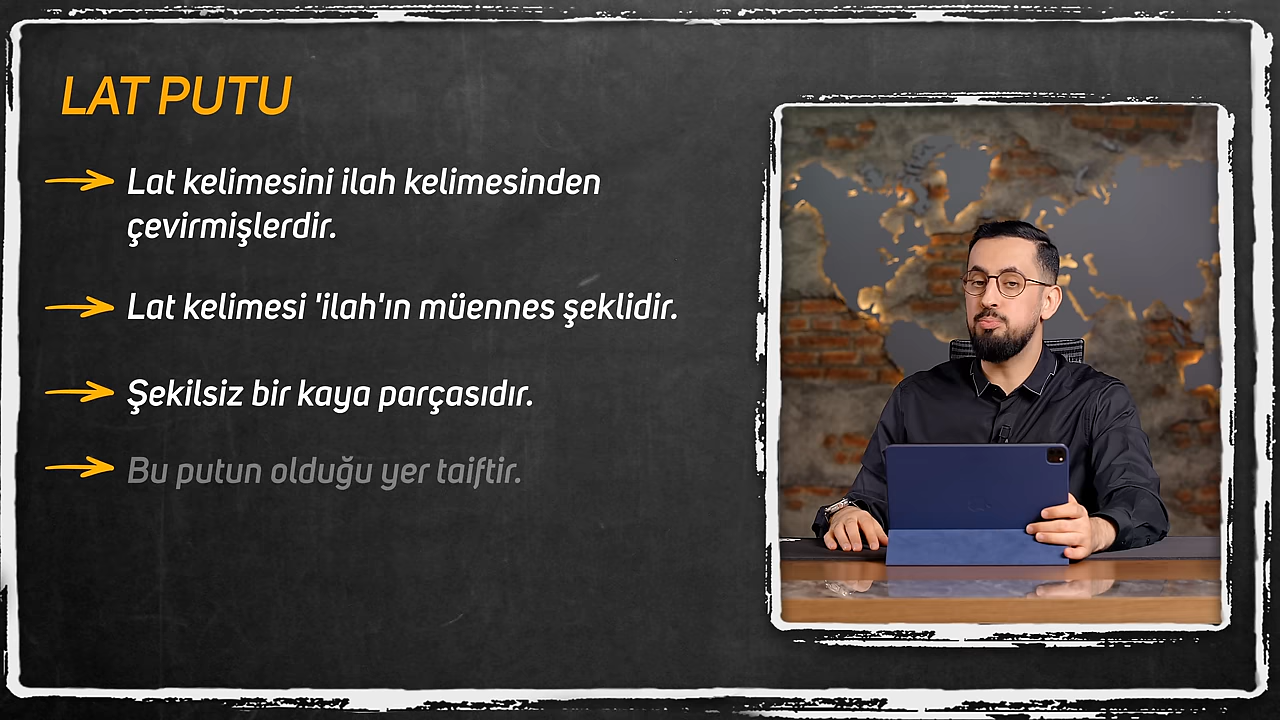 LAT PUTU
Lat kelimesini ilah kelimesinden
çevirmişlerdir.
Lat kelimesi 'ilah'ın müennes şeklidir.
Şekilsiz bir kaya parçasıdır.
Bu putun olduğu yer taiftir.